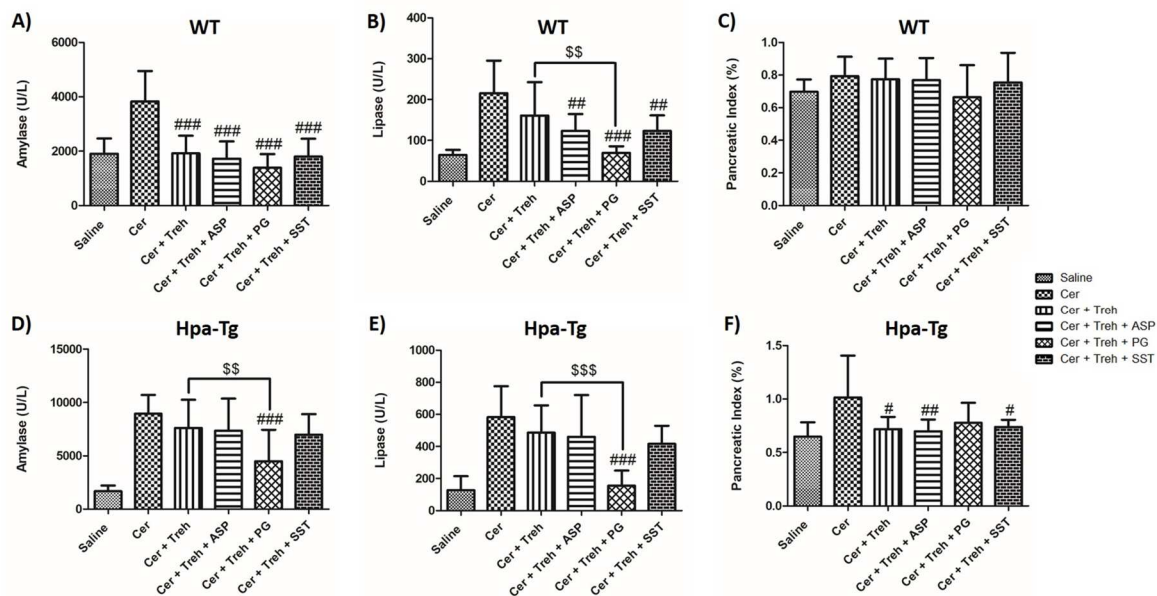 A)
WT
Amylase (U/L)
6000
4000
2000
0
###
###
###
###
Saline
Cer
Cer + Treh
Cer + Treh + ASP
Cer + Treh + PG
Cer + Treh + SST
B)
WT
Lipase (U/L)
400
300
200
100
0
$$
##
###
##
Saline
Cer
Cer + Treh
Cer + Treh + ASP
Cer + Treh + PG
Cer + Treh + SST
C)
WT
Pancreatic Index (%)
1.0
0.8
0.6
0.4
0.2
0.0
Saline
Cer
Cer + Treh
Cer + Treh + ASP
Cer + Treh + PG
Cer + Treh + SST
Saline
Cer
Cer + Treh
Cer + Treh + ASP
Cer + Treh + PG
Cer + Treh + SST
D)
Hpa-Tg
Amylase (U/L)
15000
10000
5000
0
$$
###
Saline
Cer
Cer + Treh
Cer + Treh + ASP
Cer + Treh + PG
Cer + Treh + SST
E)
Hpa-Tg
Lipase (U/L)
1000
800
600
400
200
0
$$$
###
Saline
Cer
Cer + Treh
Cer + Treh + ASP
Cer + Treh + PG
Cer + Treh + SST
F)
Hpa-Tg
Pancreatic Index (%)
1.5
1.0
0.5
0.0
#
##
#
Saline
Cer
Cer + Treh
Cer + Treh + ASP
Cer + Treh + PG
Cer + Treh + SST